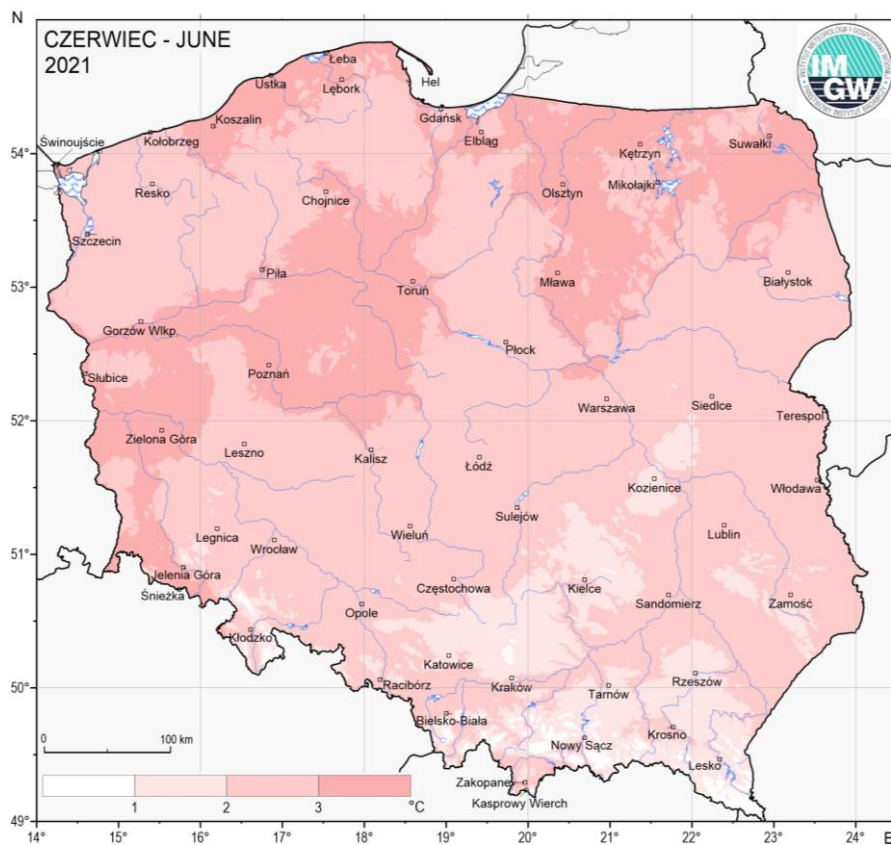 N
CZERWIEC - JUNE
2021
IMGW
Łeba
Ustka
Lębork
Hel
Koszalin
Gdańsk
Kołobrzeg
Elbląg
Świnoujście
Suwałki
Kętrzyn
54°
Resko
Chojnice
Olsztyn
Mikołajki
Szczecin
Piła
Toruń
Mława
Białystok
53°
Gorzów Wlkp.
Płock
Słubice
Poznań
Warszawa
Siedlce
Terespol
52°
Zielona Góra
Leszno
Kalisz
Łódź
Kozienice
Włodawa
Sulejów
Legnica
Wrocław
Wieluń
Lublin
51°
Jelenia Góra
Śnieżka
Częstochowa
Kielce
Sandomierz
Zamość
Opole
Kłodzko
Katowice
Racibórz
Kraków
Tarnów
Rzeszów
50°
Bielsko-Biała
Nowy Sącz
Krosno
Lesko
0 100 km
Zakopane
Kasprowy Wierch
1 2 3 °C
49°
14° 15° 16° 17° 18° 19° 20° 21° 22° 23° 24° E